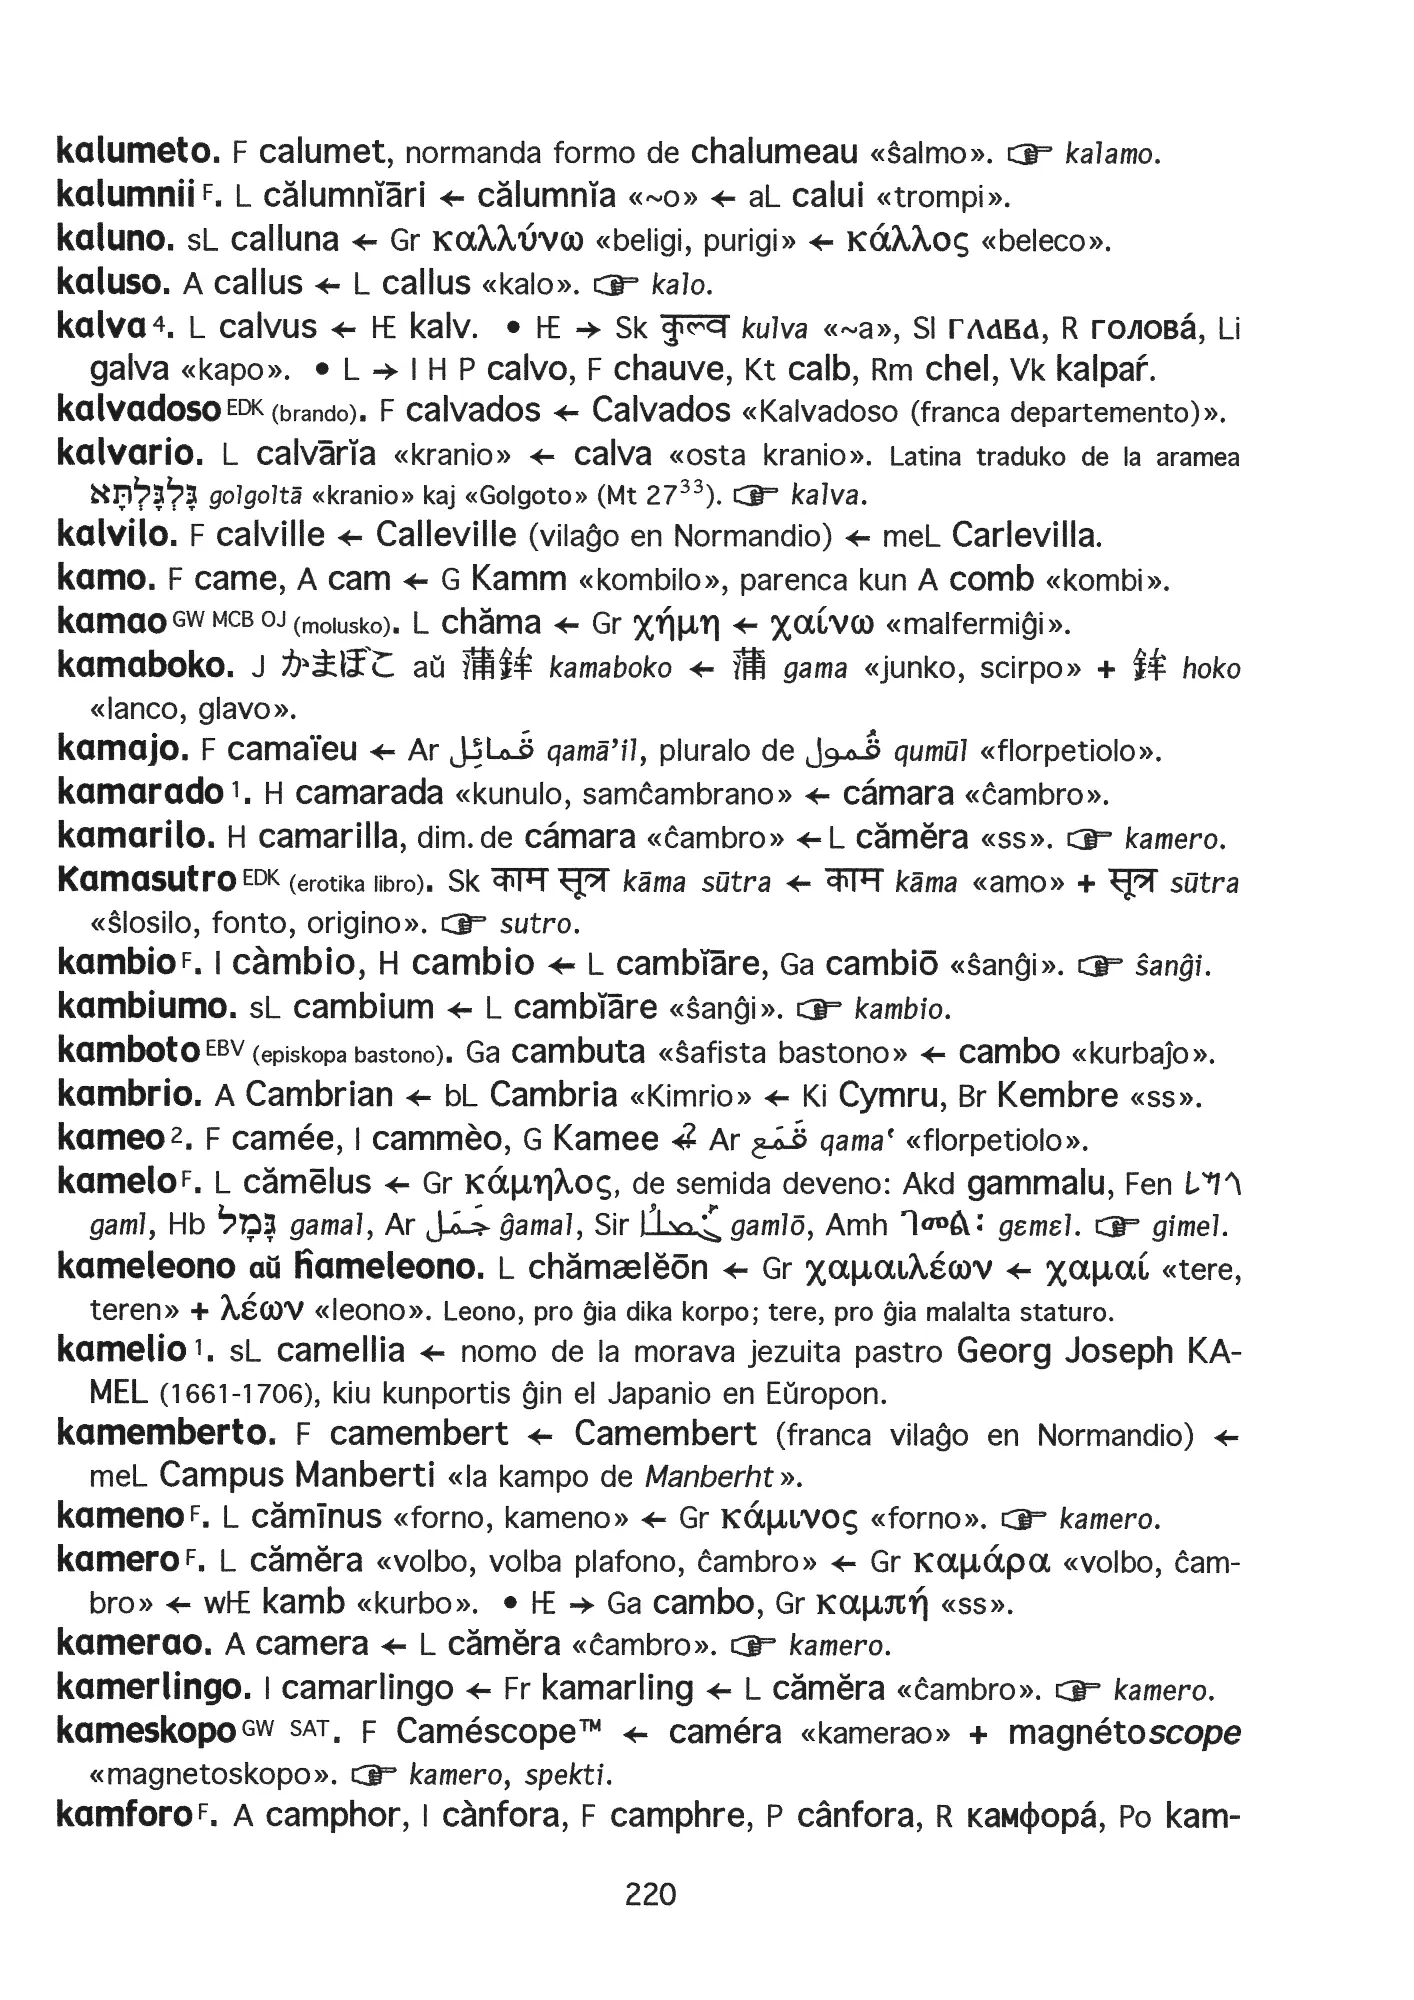 kalumeto. F calumet, normanda formo de chalumeau «ŝalmo». ☞ kalamo.
kalumnii F. L călumnĭāri ← călumnĭa «~o» ← aL calui «trompi».
kaluno. sL calluna ← Gr καλλύνω «beligi, purigi» ← κάλλος «beleco».
kaluso. A callus ← L callus «kalo». ☞ kalo.
kalva 4. L calvus ← IE kalv. • IE → Sk कुल्व kulva «~a», Sl глава, R головá, Li
galva «kapo». • L → I H P calvo, F chauve, Kt calb, Rm chel, Vk kalpaŕ.
kalvadoso EDK (brando). F calvados ← Calvados «Kalvadoso (franca departemento)».
kalvario. L calvārĭa «kranio» ← calva «osta kranio». Latina traduko de la aramea
גָּלְגָּלְתָּא golgoltā «kranio» kaj «Golgoto» (Mt 27³³). ☞ kalva.
kalvilo. F calville ← Calleville (vilaĝo en Normandio) ← meL Carlevilla.
kamo. F came, A cam ← G Kamm «kombilo», parenca kun A comb «kombi».
kamao GW MCB OJ (molusko). L chăma ← Gr χήμη ← χαίνω «malfermiĝi».
kamaboko. J かまぼこ aŭ 蒲鉾 kamaboko ← 蒲 gama «junko, scirpo» + 鉾 hoko
«lanco, glavo».
kamajo. F camaïeu ← Ar قَمائِل qamā’il, pluralo de قُمول qumūl «florpetiolo».
kamarado 1. H camarada «kunulo, samĉambrano» ← cámara «ĉambro».
kamarilo. H camarilla, dim. de cámara «ĉambro» ← L cămĕra «ss». ☞ kamero.
Kamasutro EDK (erotika libro). Sk काम सूत्र kāma sūtra ← काम kāma «amo» + सूत्र sūtra
«ŝlosilo, fonto, origino». ☞ sutro.
kambio F. I càmbio, H cambio ← L cambĭāre, Ga cambiō «ŝanĝi». ☞ ŝanĝi.
kambiumo. sL cambium ← L cambĭāre «ŝanĝi». ☞ kambio.
kamboto EBV (episkopa bastono). Ga cambuta «ŝafista bastono» ← cambo «kurbaĵo».
kambrio. A Cambrian ← bL Cambria «Kimrio» ← Ki Cymru, Br Kembre «ss».
kameo 2. F camée, I cammèo, G Kamee ←? Ar قَمَع qamaʿ «florpetiolo».
kamelo F. L cămēlus ← Gr κάμηλος, de semida deveno: Akd gammalu, Fen 𐤂𐤌𐤋
gaml, Hb גָּמָל gamal, Ar جَمَل ĝamal, Sir ܓܰܡܠܳܐ gamlō, Amh ግመል፡ gɛmɛl. ☞ gimel.
kameleono aŭ ĥameleono. L chămælĕōn ← Gr χαμαιλέων ← χαμαί «tere,
teren» + λέων «leono». Leono, pro ĝia dika korpo; tere, pro ĝia malalta staturo.
kamelio 1. sL camellia ← nomo de la morava jezuita pastro Georg Joseph KA-
MEL (1661-1706), kiu kunportis ĝin el Japanio en Eŭropon.
kamemberto. F camembert ← Camembert (franca vilaĝo en Normandio) ←
meL Campus Manberti «la kampo de Manberht».
kameno F. L cămīnus «forno, kameno» ← Gr κάμινος «forno». ☞ kamero.
kamero F. L cămĕra «volbo, volba plafono, ĉambro» ← Gr καμάρα «volbo, ĉam-
bro» ← wIE kamb «kurbo». • IE → Ga cambo, Gr καμπή «ss».
kamerao. A camera ← L cămĕra «ĉambro». ☞ kamero.
kamerlingo. I camarlingo ← Fr kamarling ← L cămĕra «ĉambro». ☞ kamero.
kameskopo GW SAT. F Caméscope™ ← caméra «kamerao» + magnétoscope
«magnetoskopo». ☞ kamero, spekti.
kamforo F. A camphor, I cànfora, F camphre, P cânfora, R камфорá, Po kam-
220